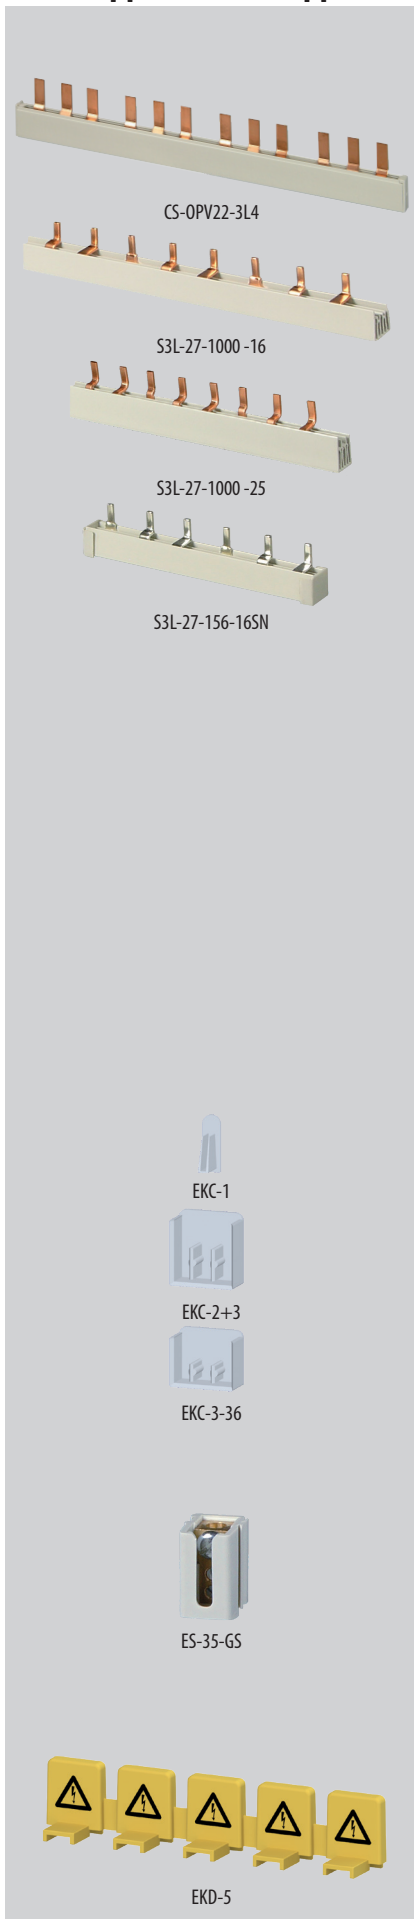 CS-OPV22-3L4
S3L-27-1000 -16
S3L-27-1000 -25
S3L-27-156-16SN
EKC-1
EKC-2+3
EKC-3-36
ES-35-GS
EKD-5